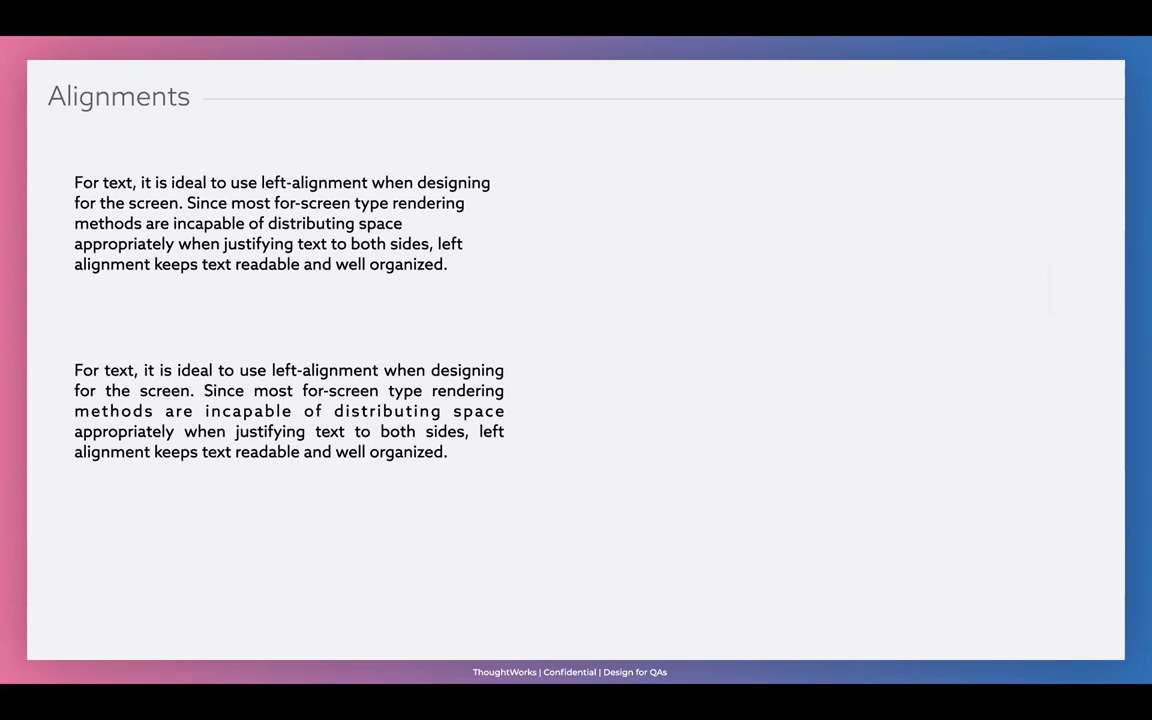 Alignments
For text, it is ideal to use left-alignment when designing
for the screen. Since most for-screen type rendering
methods are incapable of distributing space
appropriately when justifying text to both sides, left
alignment keeps text readable and well organized.
For text, it is ideal to use left-alignment when designing
for the screen. Since most for-screen type rendering
methods are incapable of distributing space
appropriately when justifying text to both sides, left
alignment keeps text readable and well organized.
ThoughtWorks | Confidential | Design for QAs